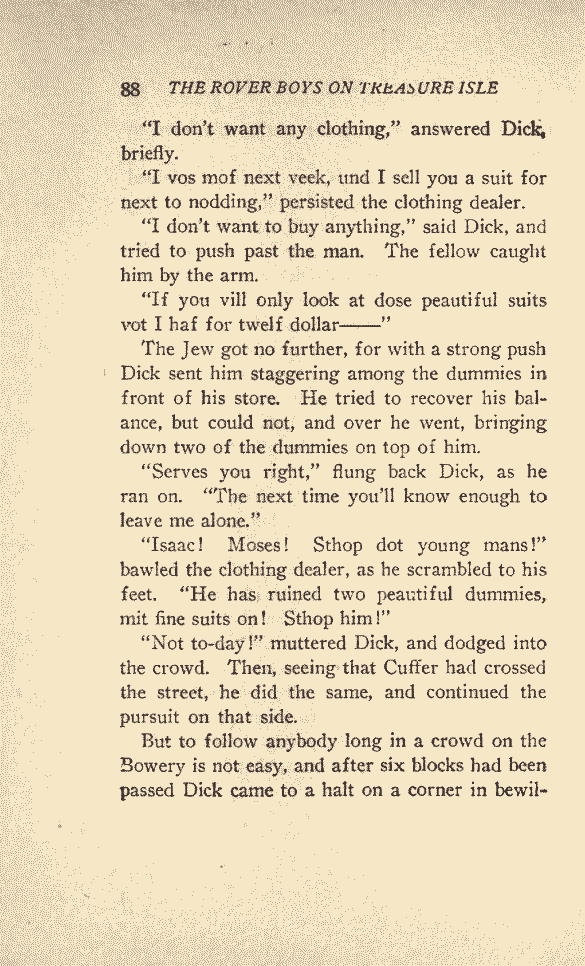 88 THE ROVER BOYS ON TREASURE ISLE
"I don't want any clothing," answered Dick,
briefly.
"I vos mof next veek, und I sell you a suit for
next to nodding," persisted the clothing dealer.
"I don't want to buy anything," said Dick, and
tried to push past the man. The fellow caught
him by the arm.
"If you vill only look at dose peautiful suits
vot I haf for twelf dollar——"
The Jew got no further, for with a strong push
Dick sent him staggering among the dummies in
front of his store. He tried to recover his bal-
ance, but could not, and over he went, bringing
down two of the dummies on top of him.
"Serves you right," flung back Dick, as he
ran on. "The next time you'll know enough to
leave me alone."
"Isaac! Moses! Sthop dot young mans!"
bawled the clothing dealer, as he scrambled to his
feet. "He has ruined two peautiful dummies,
mit fine suits on! Sthop him!"
"Not to-day!" muttered Dick, and dodged into
the crowd. Then, seeing that Cuffer had crossed
the street, he did the same, and continued the
pursuit on that side.
But to follow anybody long in a crowd on the
Bowery is not easy, and after six blocks had been
passed Dick came to a halt on a corner in bewil-